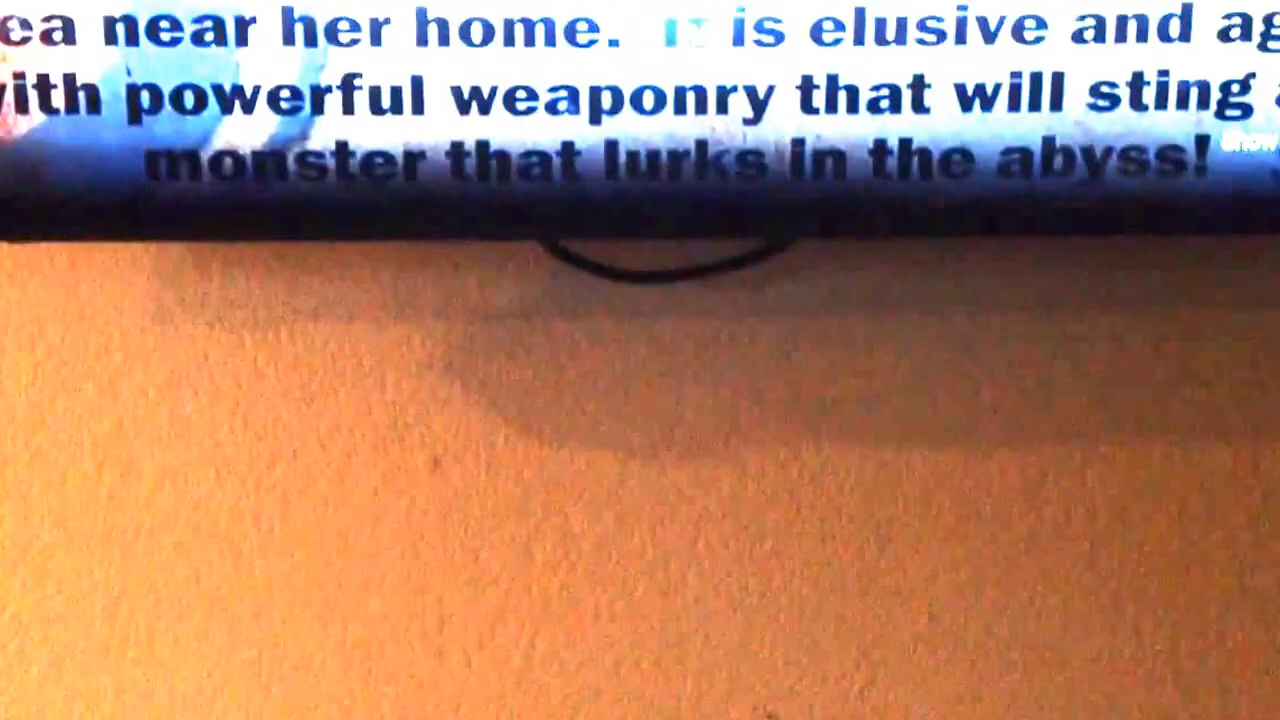 ea near her home. is elusive and ag
ith powerful weaponry that will sting
monster that lurks in the abyss!
Show